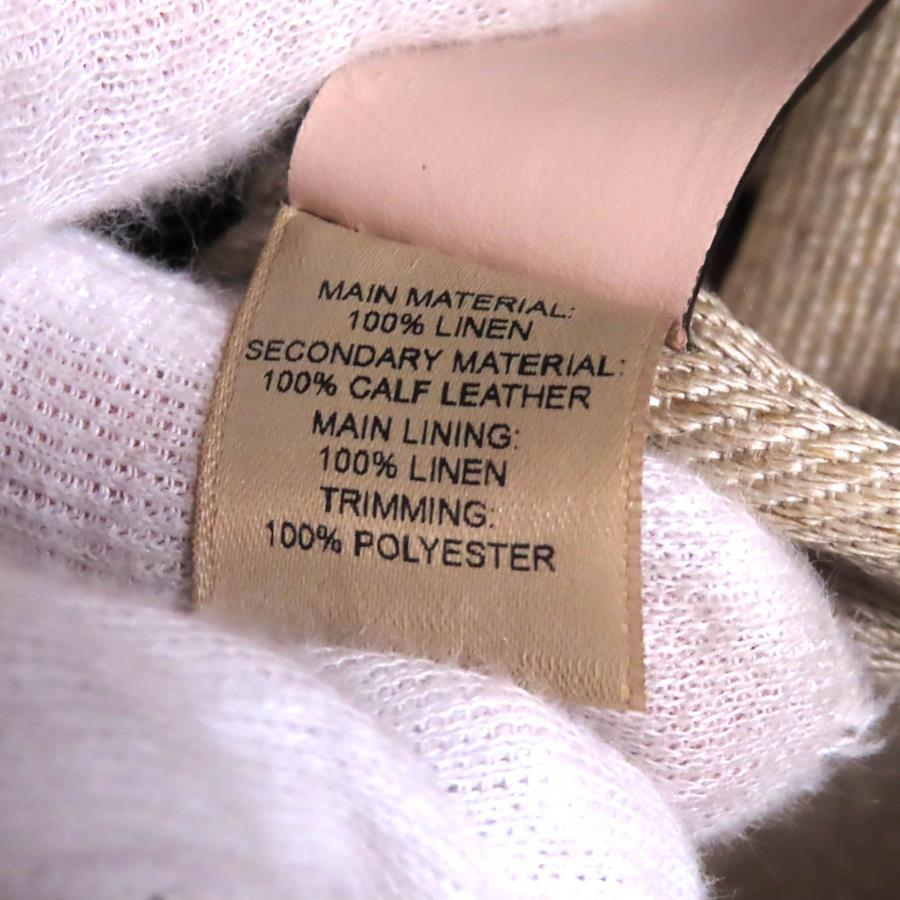 MAIN MATERIAL:
100% LINEN
SECONDARY MATERIAL:
100% CALF LEATHER
MAIN LINING:
100% LINEN
TRIMMING:
100% POLYESTER